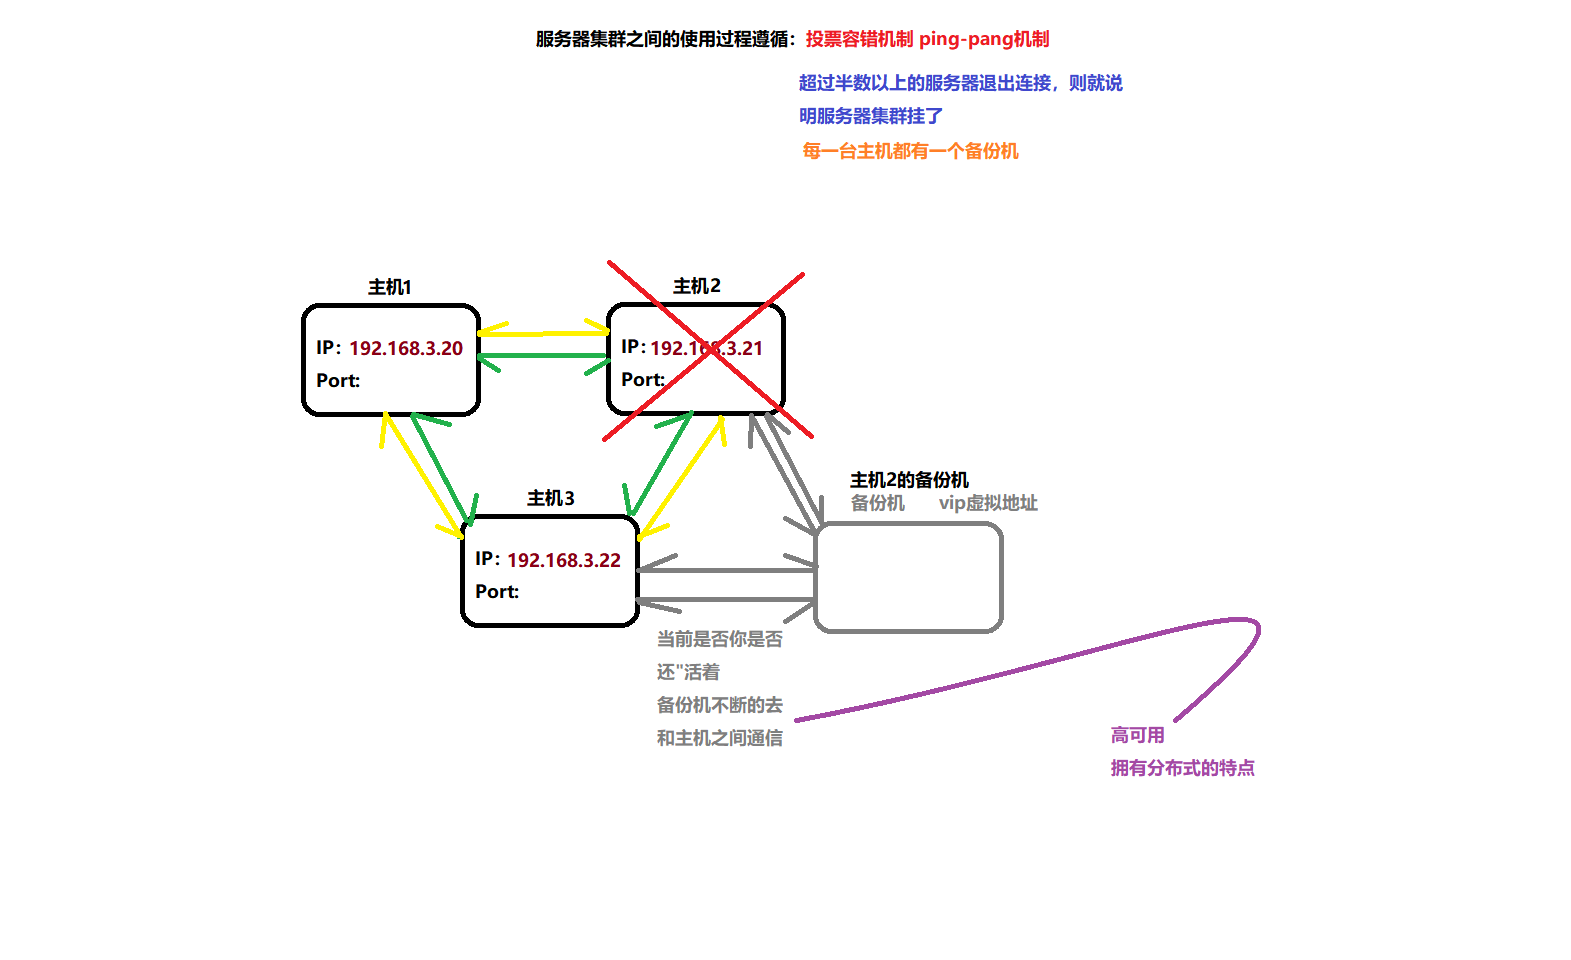 服务器集群之间的使用过程遵循：投票容错机制 ping-pang机制
超过半数以上的服务器退出连接，则就说
明服务器集群挂了
每一台主机都有一个备份机
主机1
IP：192.168.3.20
Port:
主机2
IP：192.168.3.21
Port:
主机3
IP：192.168.3.22
Port:
主机2的备份机
备份机 vip虚拟地址
当前是否你是否
还"活着
备份机不断的去
和主机之间通信
高可用
拥有分布式的特点